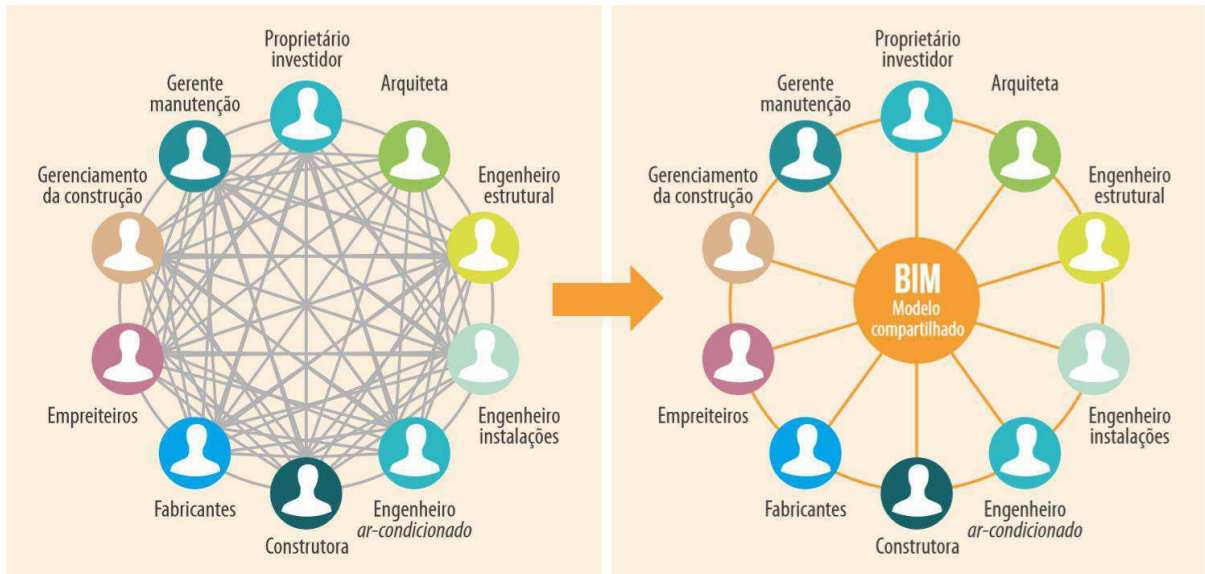 Proprietário
investidor
Gerente
manutenção
Arquiteta
Gerenciamento
da construção
Engenheiro
estrutural
Empreiteiros
Engenheiro
instalações
Fabricantes
Engenheiro
ar-condicionado
Construtora
Proprietário
investidor
Gerente
manutenção
Arquiteta
Gerenciamento
da construção
Engenheiro
estrutural
BIM
Modelo
compartilhado
Empreiteiros
Engenheiro
instalações
Fabricantes
Engenheiro
ar-condicionado
Construtora